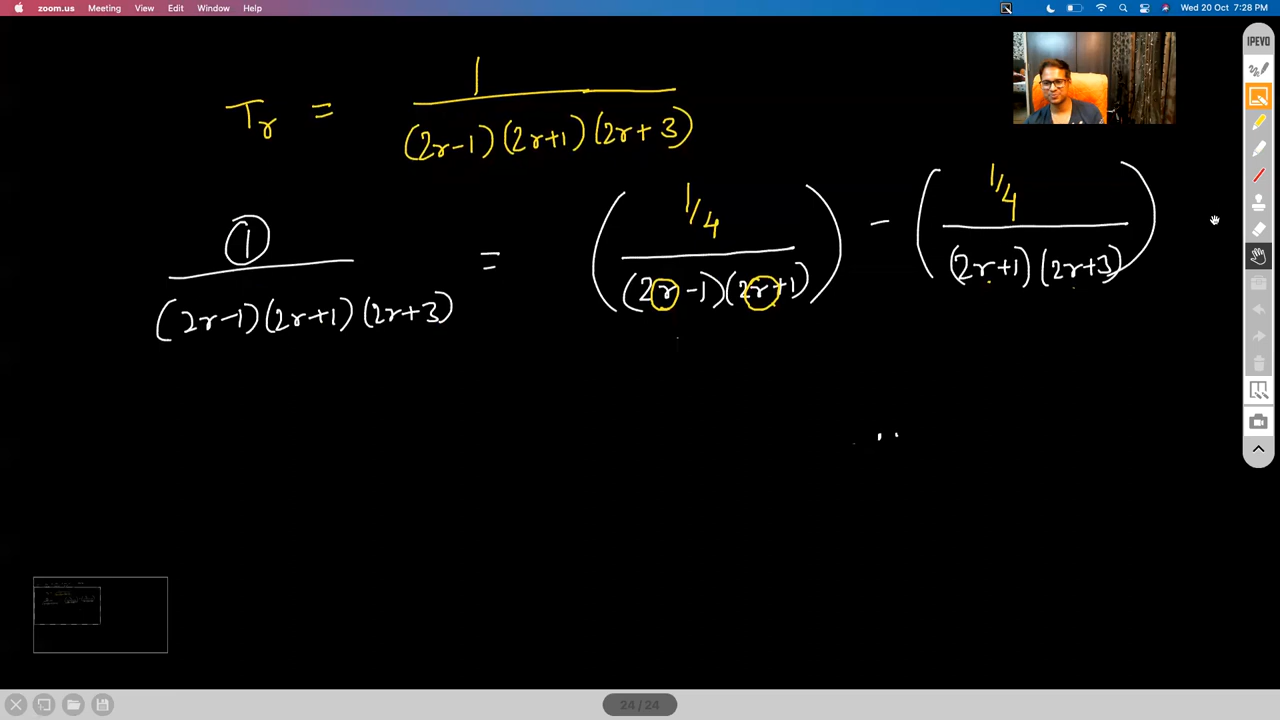 zoom.us Meeting View Edit Window Help Wed 20 Oct 7:28 PM
IPEVO
T_r = 1 / (2r-1)(2r+1)(2r+3)
① / (2r-1)(2r+1)(2r+3) = ( 1/4 / (2r-1)(2r+1) ) - ( 1/4 / (2r+1)(2r+3) )
24 / 24